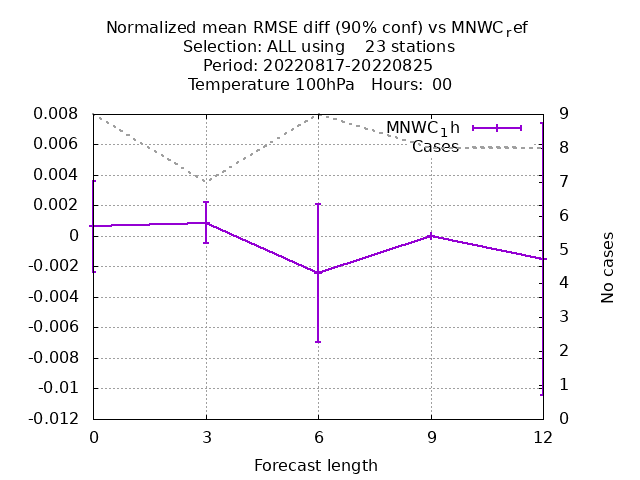 Normalized mean RMSE diff (90% conf) vs MNWCref
Selection: ALL using    23 stations
Period: 20220817-20220825
Temperature 100hPa   Hours:  00
MNWC1h
Cases
0.008
0.006
0.004
0.002
0
-0.002
-0.004
-0.006
-0.008
-0.01
-0.012
9
8
7
6
5
4
3
2
1
0
No cases
0 3 6 9 12
Forecast length